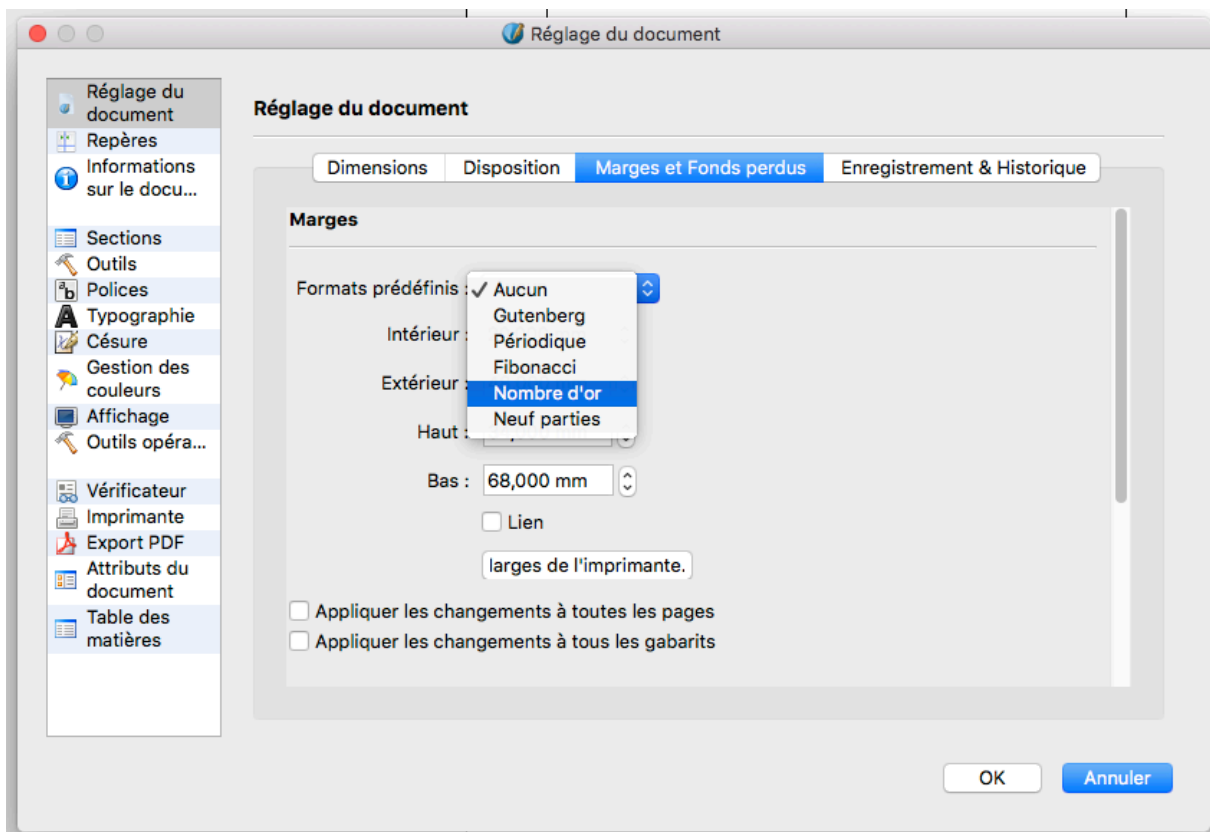 Réglage du document
Réglage du
document
Repères
Informations
sur le docu...
Sections
Outils
Polices
Typographie
Césure
Gestion des
couleurs
Affichage
Outils opéra...
Vérificateur
Imprimante
Export PDF
Attributs du
document
Table des
matières
Réglage du document
Dimensions
Disposition
Marges et Fonds perdus
Enregistrement & Historique
Marges
Formats prédéfinis :
✓ Aucun
Gutenberg
Périodique
Fibonacci
Nombre d'or
Neuf parties
Intérieur :
Extérieur :
Haut :
Bas : 68,000 mm
Lien
larges de l'imprimante.
Appliquer les changements à toutes les pages
Appliquer les changements à tous les gabarits
OK
Annuler